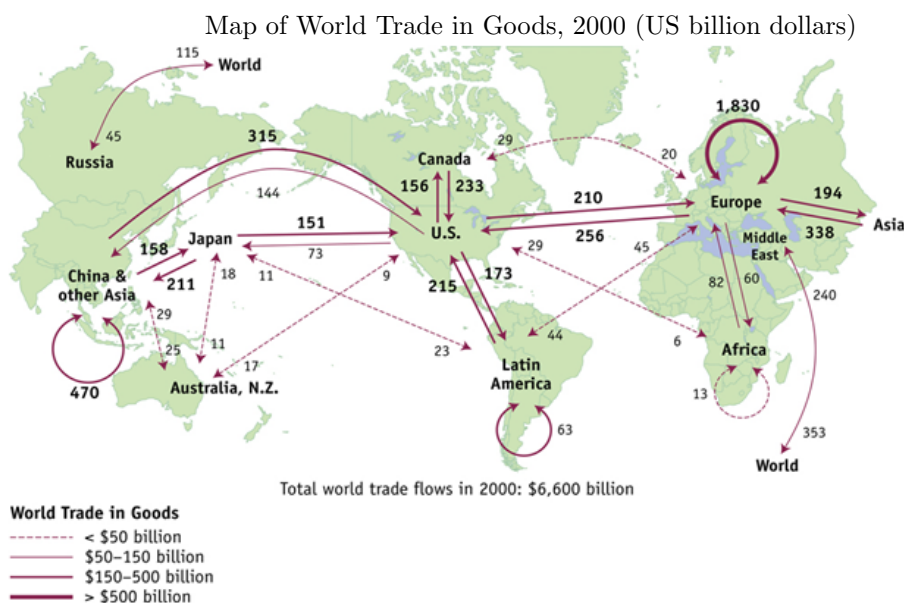 Map of World Trade in Goods, 2000 (US billion dollars)
115
World
45
Russia
315
144
Canada
29
156
233
U.S.
20
1,830
Europe
194
Asia
338
210
256
Japan
151
73
158
211
China &
other Asia
18
11
9
29
25
11
17
470
Australia, N.Z.
215
173
29
45
82
60
Middle
East
240
23
44
6
Latin
America
63
Africa
13
353
World
Total world trade flows in 2000: $6,600 billion
World Trade in Goods
< $50 billion
$50–150 billion
$150–500 billion
> $500 billion